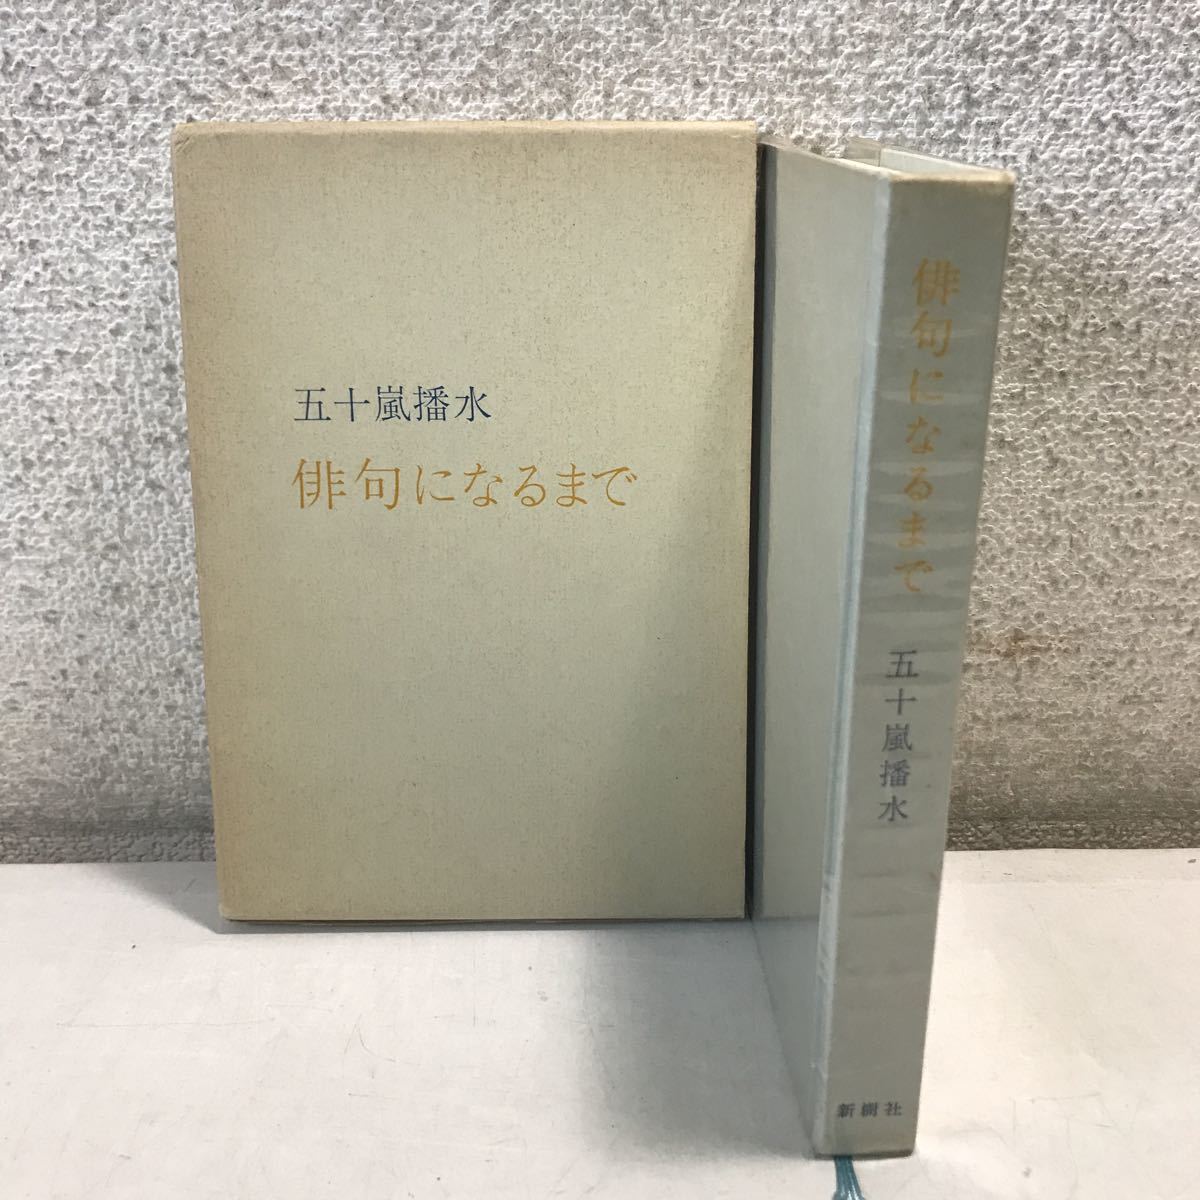 五十嵐播水
俳句になるまで
俳句になるまで
五十嵐播水
新樹社